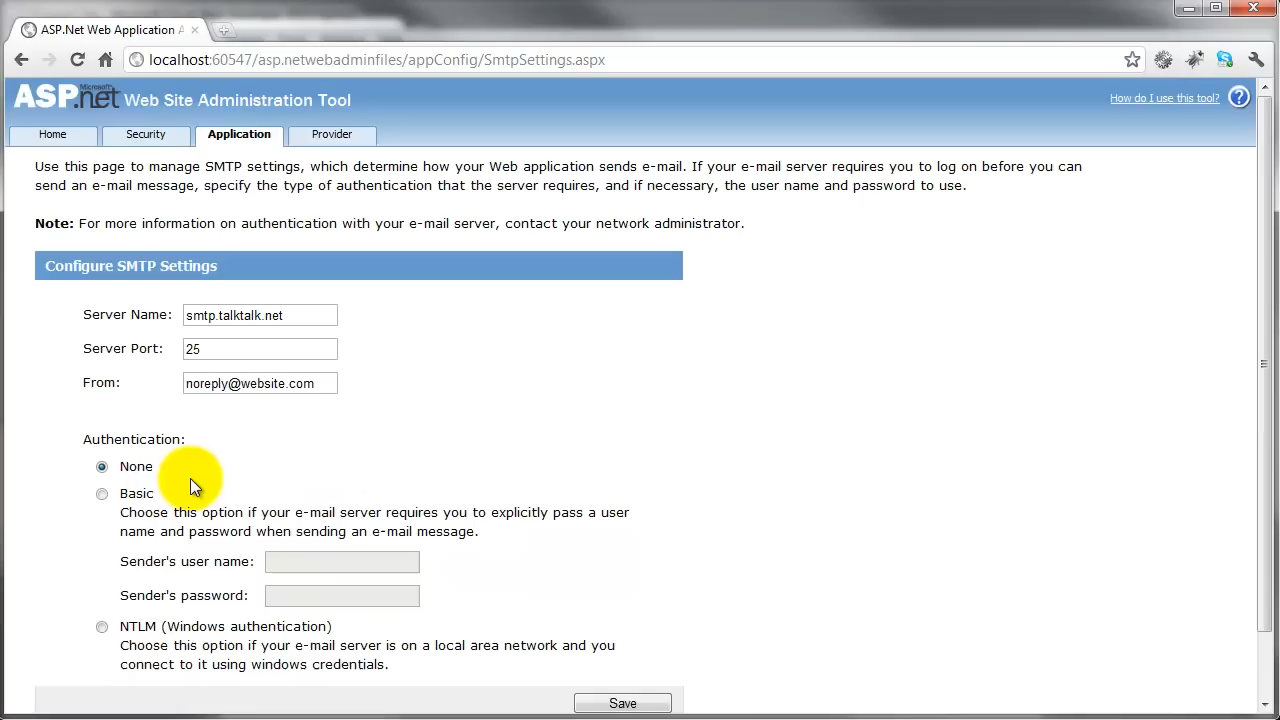 ASP.Net Web Application A
localhost:60547/asp.netwebadminfiles/appConfig/SmtpSettings.aspx
Microsoft
ASP.net Web Site Administration Tool
How do I use this tool?
Home Security Application Provider
Use this page to manage SMTP settings, which determine how your Web application sends e-mail. If your e-mail server requires you to log on before you can
send an e-mail message, specify the type of authentication that the server requires, and if necessary, the user name and password to use.
Note: For more information on authentication with your e-mail server, contact your network administrator.
Configure SMTP Settings
Server Name: smtp.talktalk.net
Server Port: 25
From: noreply@website.com
Authentication:
None
Basic
Choose this option if your e-mail server requires you to explicitly pass a user
name and password when sending an e-mail message.
Sender's user name:
Sender's password:
NTLM (Windows authentication)
Choose this option if your e-mail server is on a local area network and you
connect to it using windows credentials.
Save